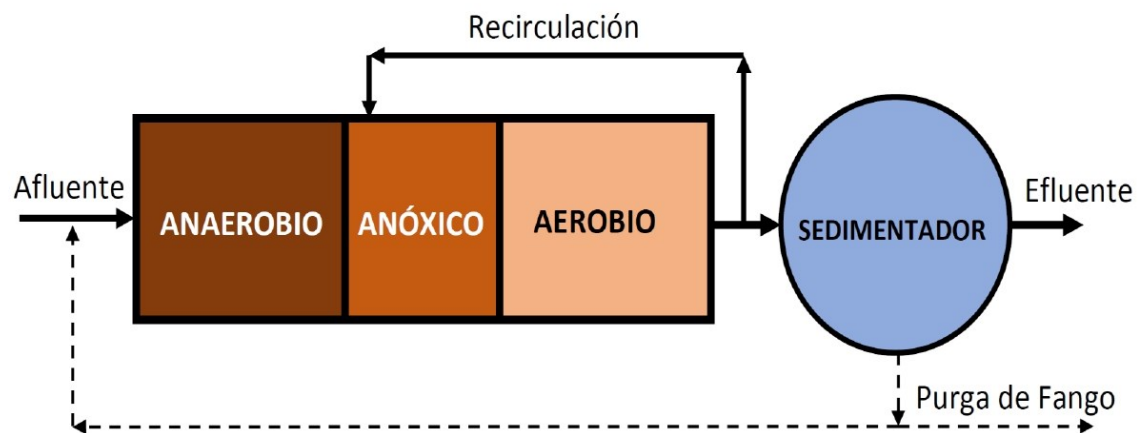 Recirculación
Afluente
ANAEROBIO
ANÓXICO
AEROBIO
SEDIMENTADOR
Efluente
Purga de Fango